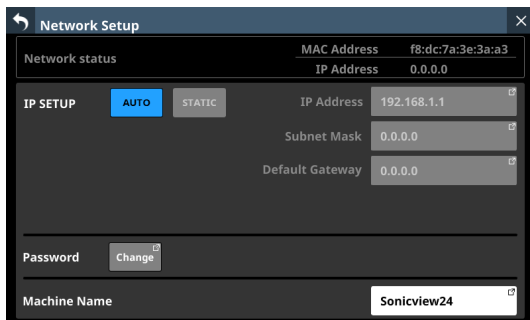 Network Setup
Network status
MAC Address f8:dc:7a:3e:3a:a3
IP Address 0.0.0.0
IP SETUP AUTO STATIC IP Address 192.168.1.1
Subnet Mask 0.0.0.0
Default Gateway 0.0.0.0
Password Change
Machine Name Sonicview24